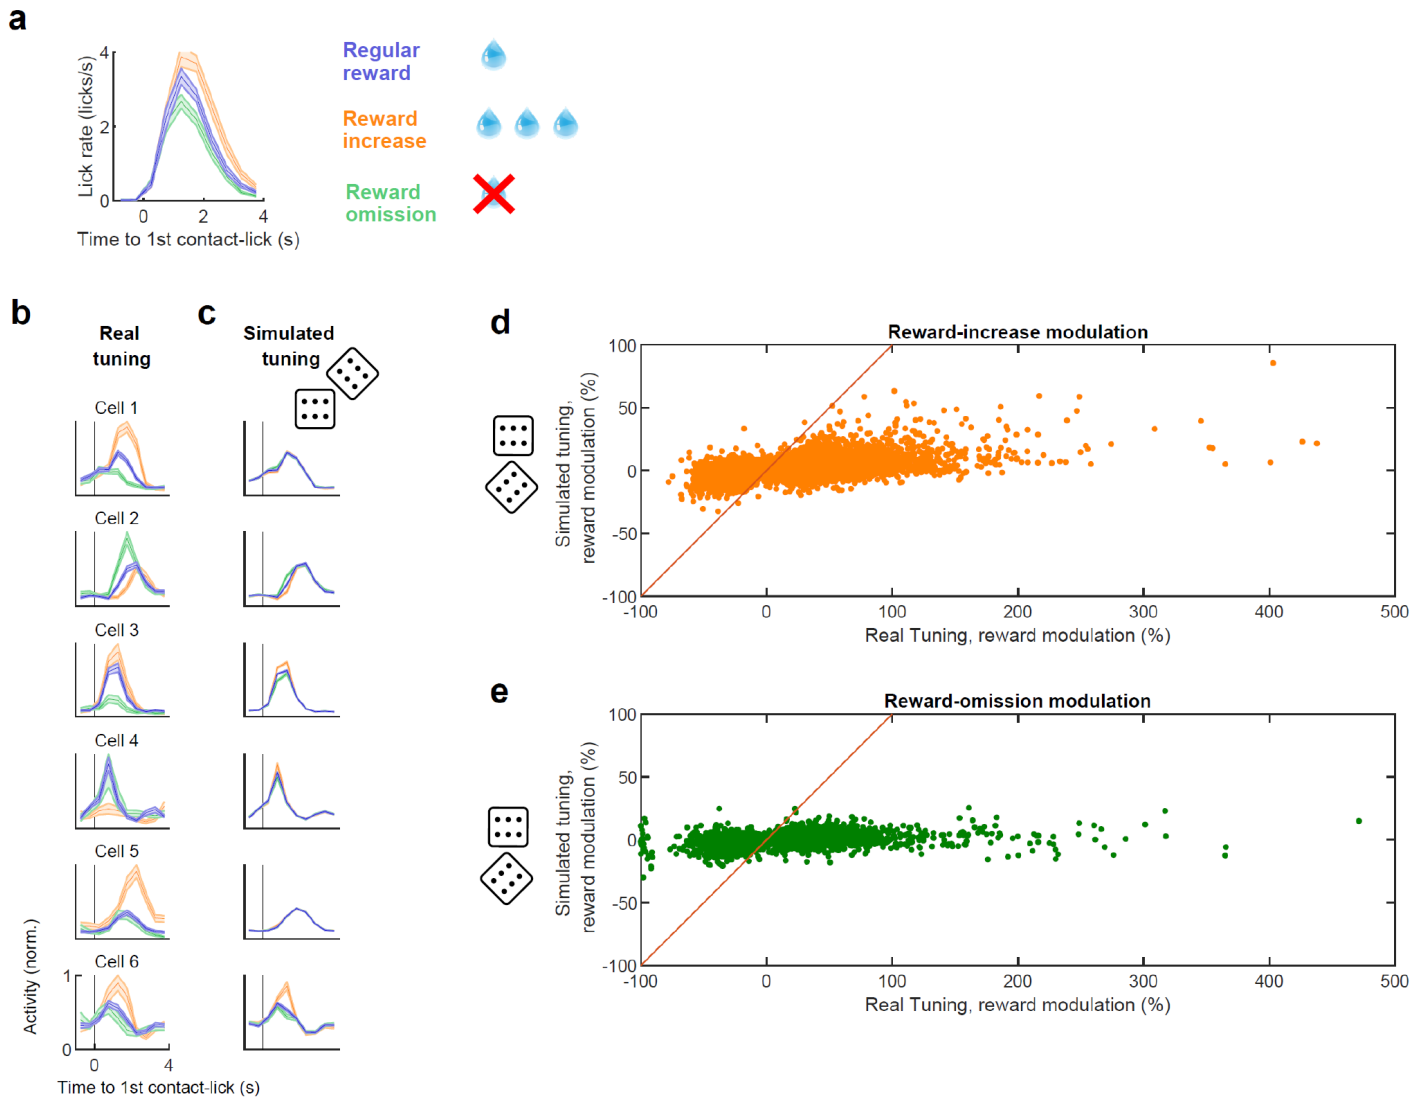 a
4
2
0
Lick rate (licks/s)
0
2
4
Time to 1st contact-lick (s)
Regular
reward
Reward
increase
Reward
omission
b
Real
tuning
c
Simulated
tuning
Cell 1
Cell 2
Cell 3
Cell 4
Cell 5
Cell 6
Activity (norm.)
1
0
0
4
Time to 1st contact-lick (s)
d
Reward-increase modulation
Simulated tuning,
reward modulation (%)
100
50
0
-50
-100
-100
0
100
200
300
400
500
Real Tuning, reward modulation (%)
e
Reward-omission modulation
Simulated tuning,
reward modulation (%)
100
50
0
-50
-100
-100
0
100
200
300
400
500
Real Tuning, reward modulation (%)